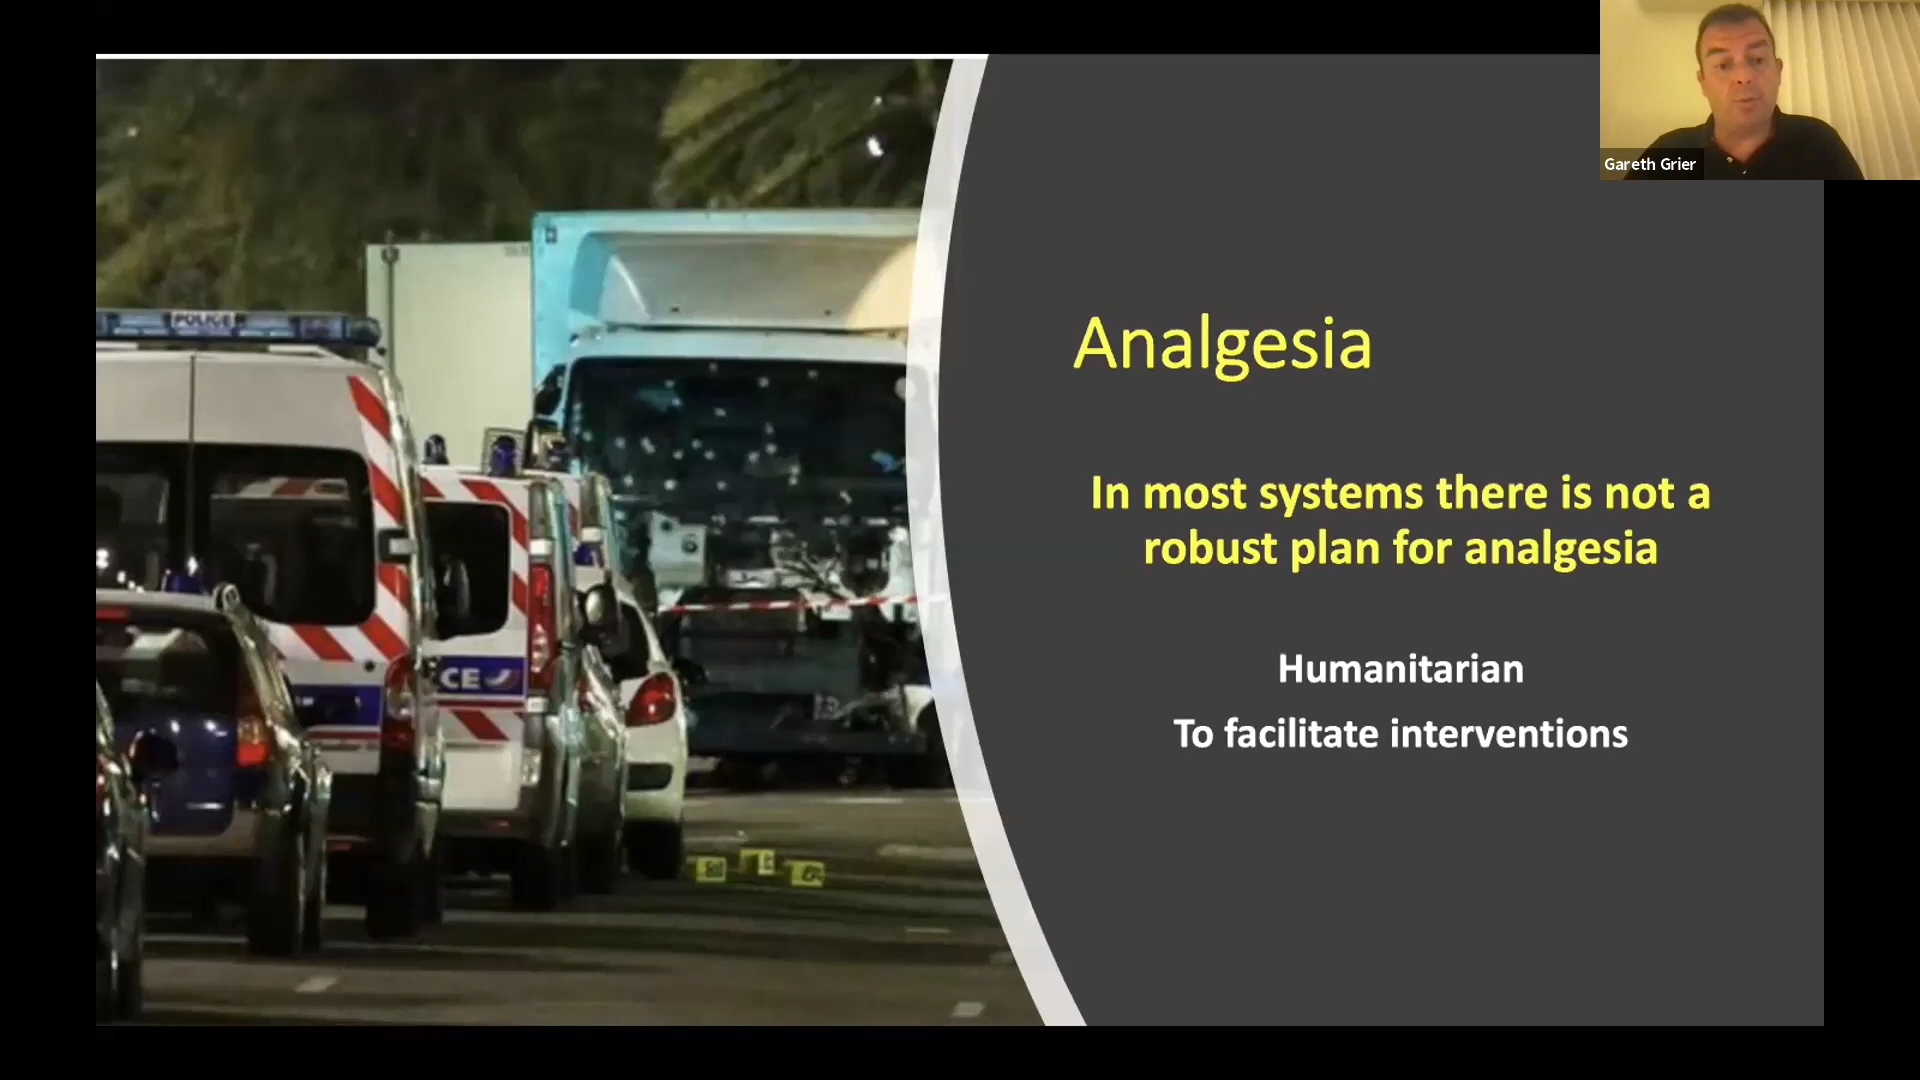 Gareth Grier
POLICE
CE
Analgesia
In most systems there is not a
robust plan for analgesia
Humanitarian
To facilitate interventions